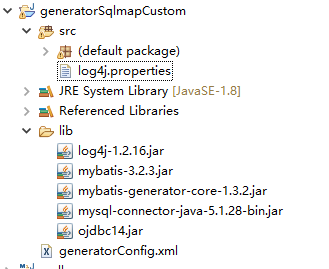 generatorSqlmapCustom
src
(default package)
log4j.properties
JRE System Library [JavaSE-1.8]
Referenced Libraries
lib
log4j-1.2.16.jar
mybatis-3.2.3.jar
mybatis-generator-core-1.3.2.jar
mysql-connector-java-5.1.28-bin.jar
ojdbc14.jar
generatorConfig.xml